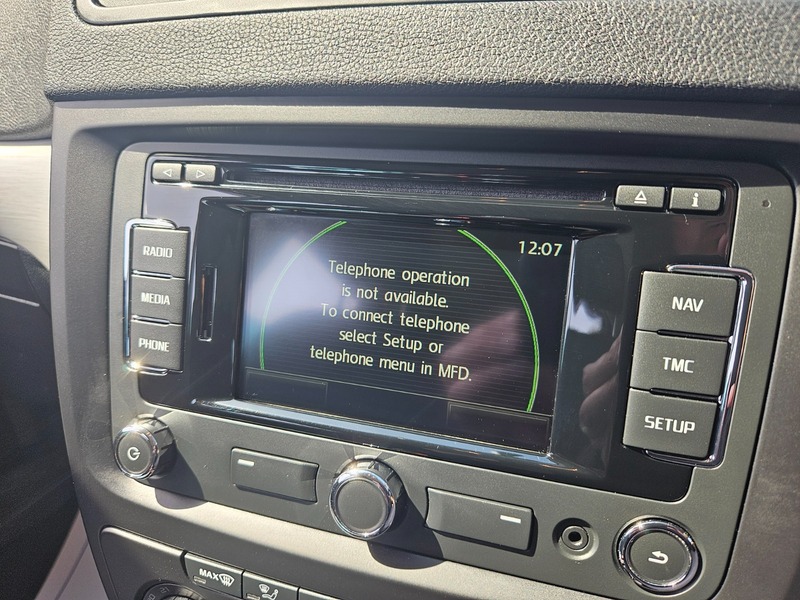 12:07
Telephone operation
is not available.
To connect telephone
select Setup or
telephone menu in MFD.
RADIO
MEDIA
PHONE
i
NAV
TMC
SETUP
MAX